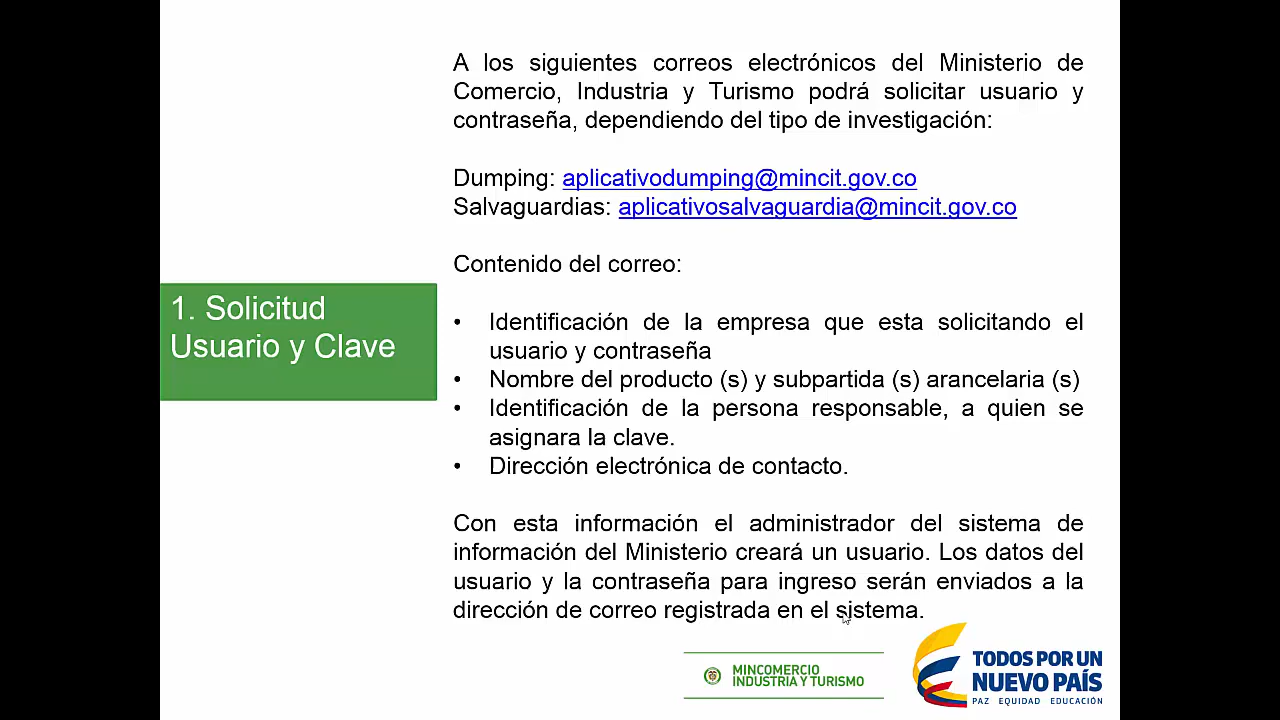 A los siguientes correos electrónicos del Ministerio de
Comercio, Industria y Turismo podrá solicitar usuario y
contraseña, dependiendo del tipo de investigación:
Dumping: aplicativodumping@mincit.gov.co
Salvaguardias: aplicativosalvaguardia@mincit.gov.co
Contenido del correo:
1. Solicitud
Usuario y Clave
• Identificación de la empresa que esta solicitando el
usuario y contraseña
• Nombre del producto (s) y subpartida (s) arancelaria (s)
• Identificación de la persona responsable, a quien se
asignara la clave.
• Dirección electrónica de contacto.
Con esta información el administrador del sistema de
información del Ministerio creará un usuario. Los datos del
usuario y la contraseña para ingreso serán enviados a la
dirección de correo registrada en el sistema.
MINCOMERCIO
INDUSTRIA Y TURISMO
TODOS POR UN
NUEVO PAÍS
PAZ EQUIDAD EDUCACIÓN